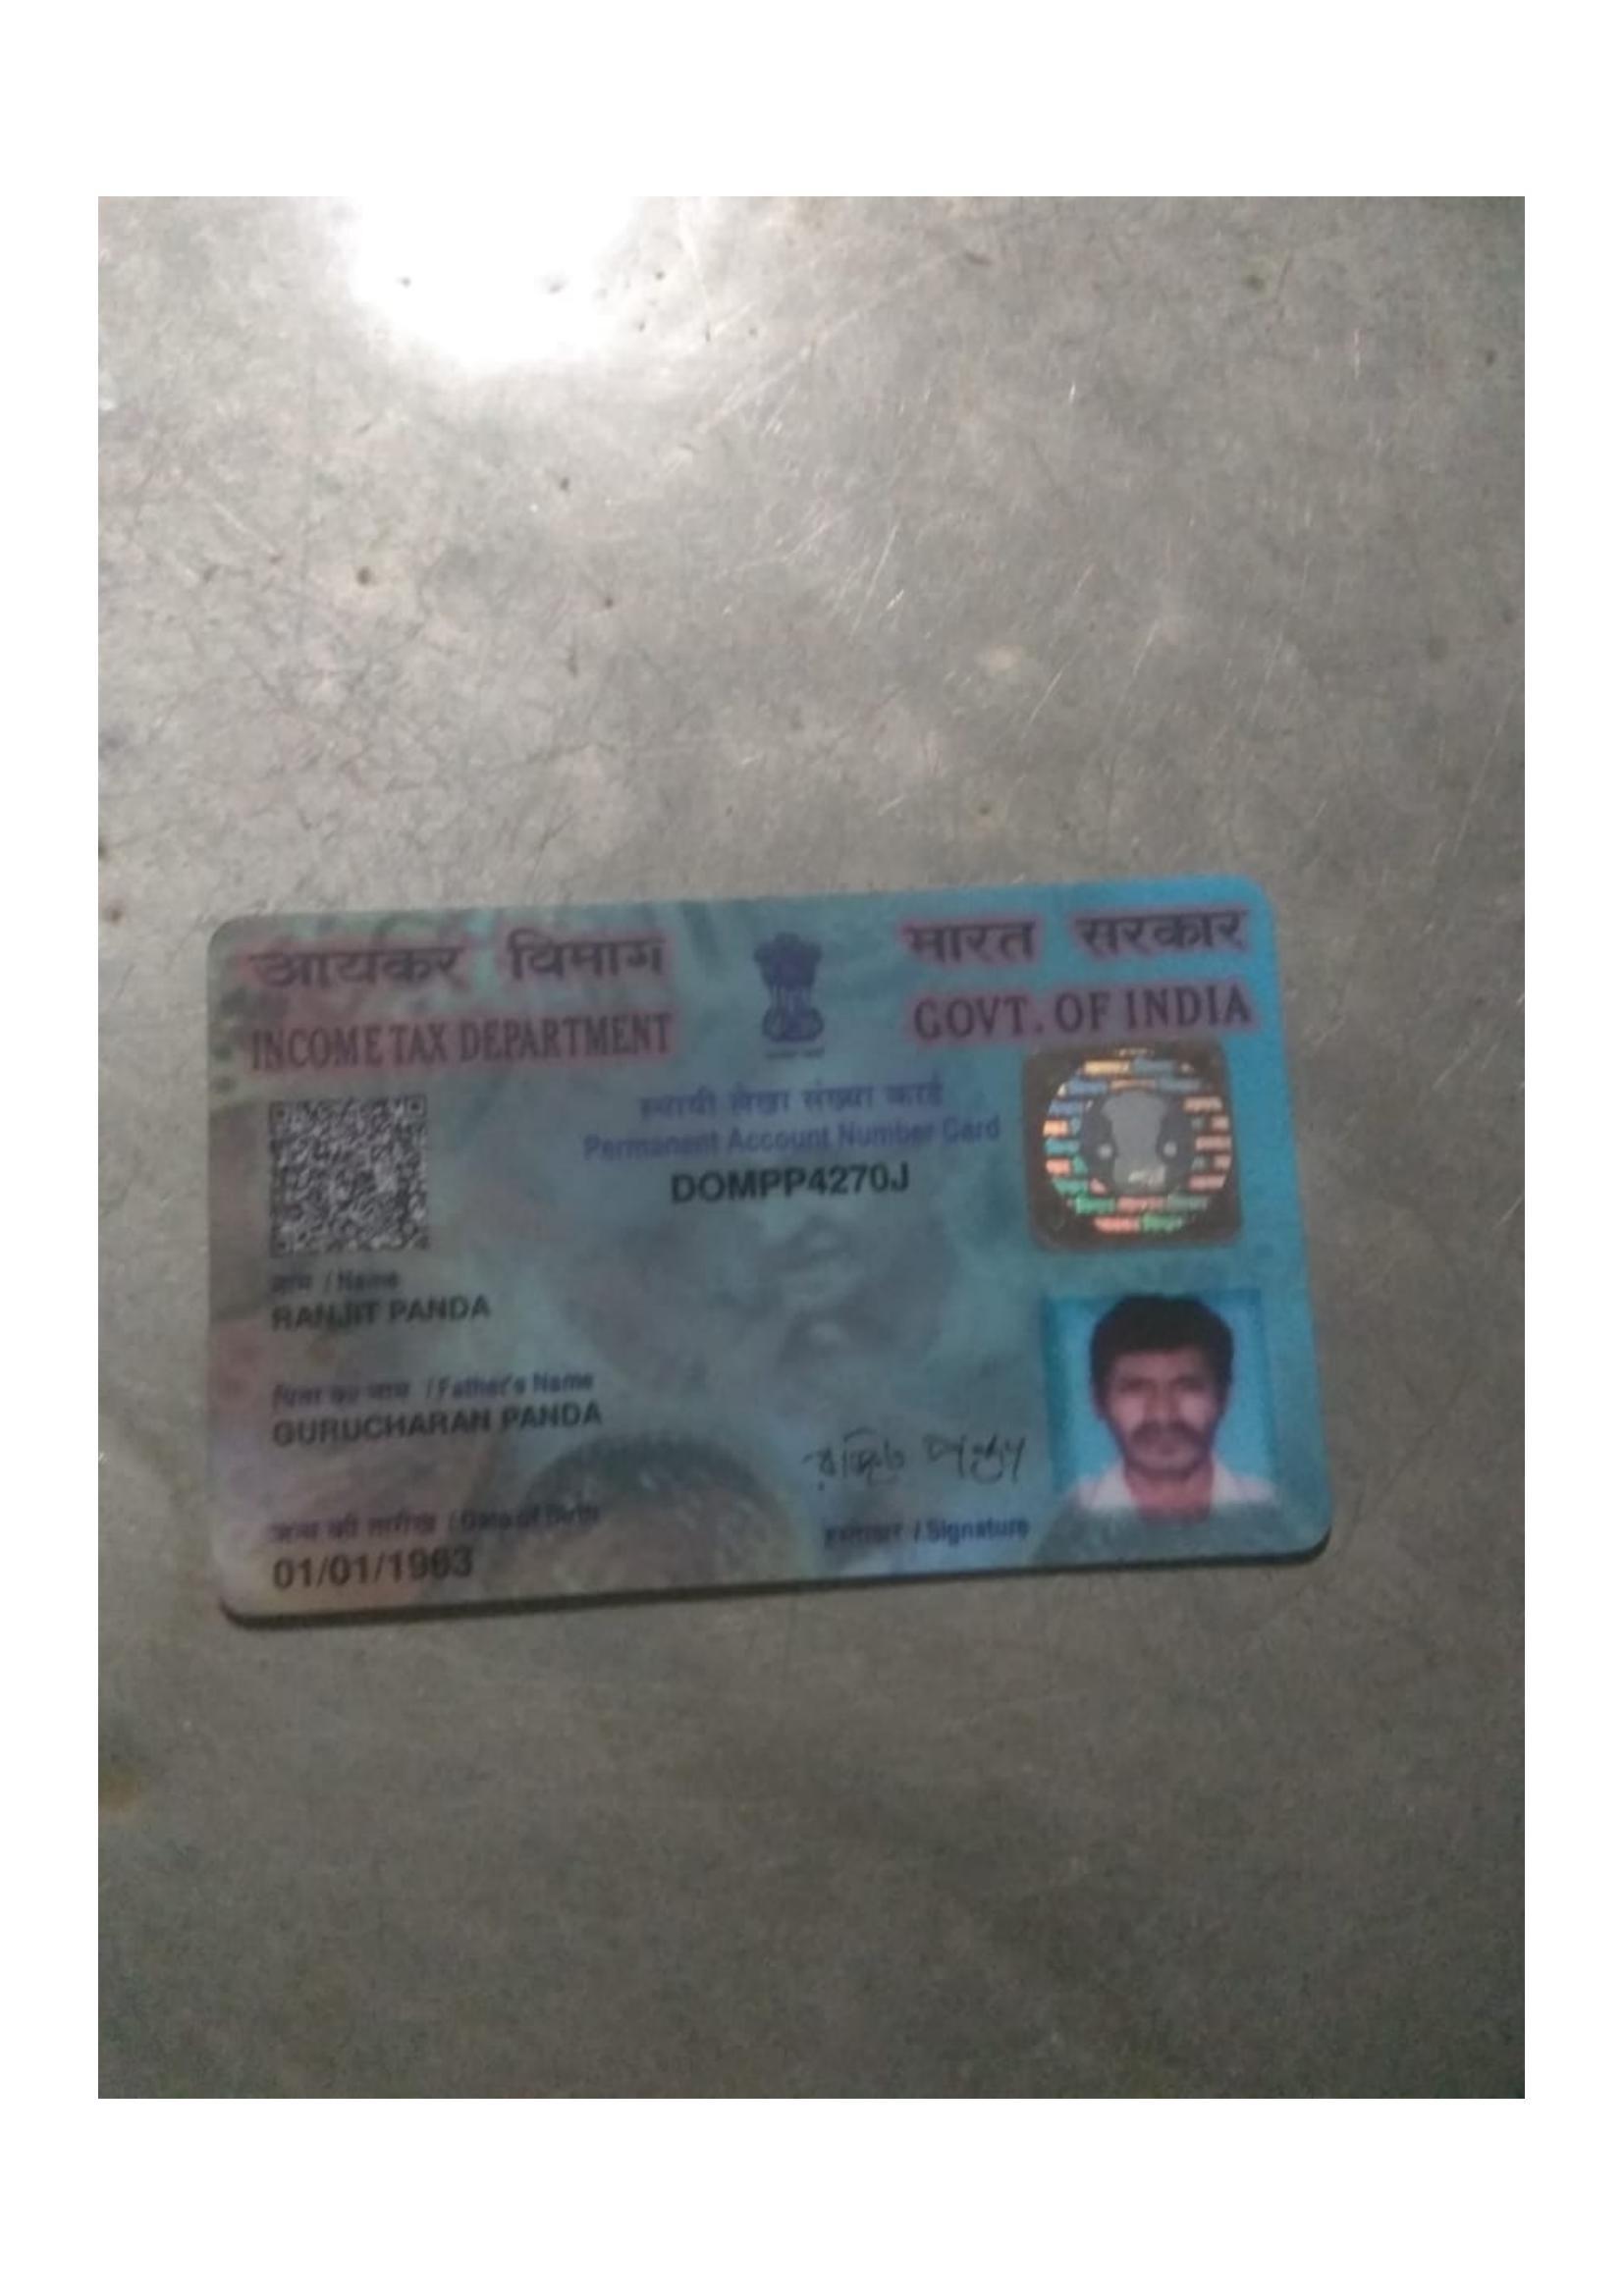 आयकर विभाग
भारत सरकार
INCOME TAX DEPARTMENT
GOVT. OF INDIA
स्थायी लेखा संख्या कार्ड
Permanent Account Number Card
DOMPP4270J
नाम / Name
RANJIT PANDA
पिता का नाम / Father's Name
GURUCHARAN PANDA
जन्म की तारीख / Date of Birth
01/01/1963
हस्ताक्षर / Signature